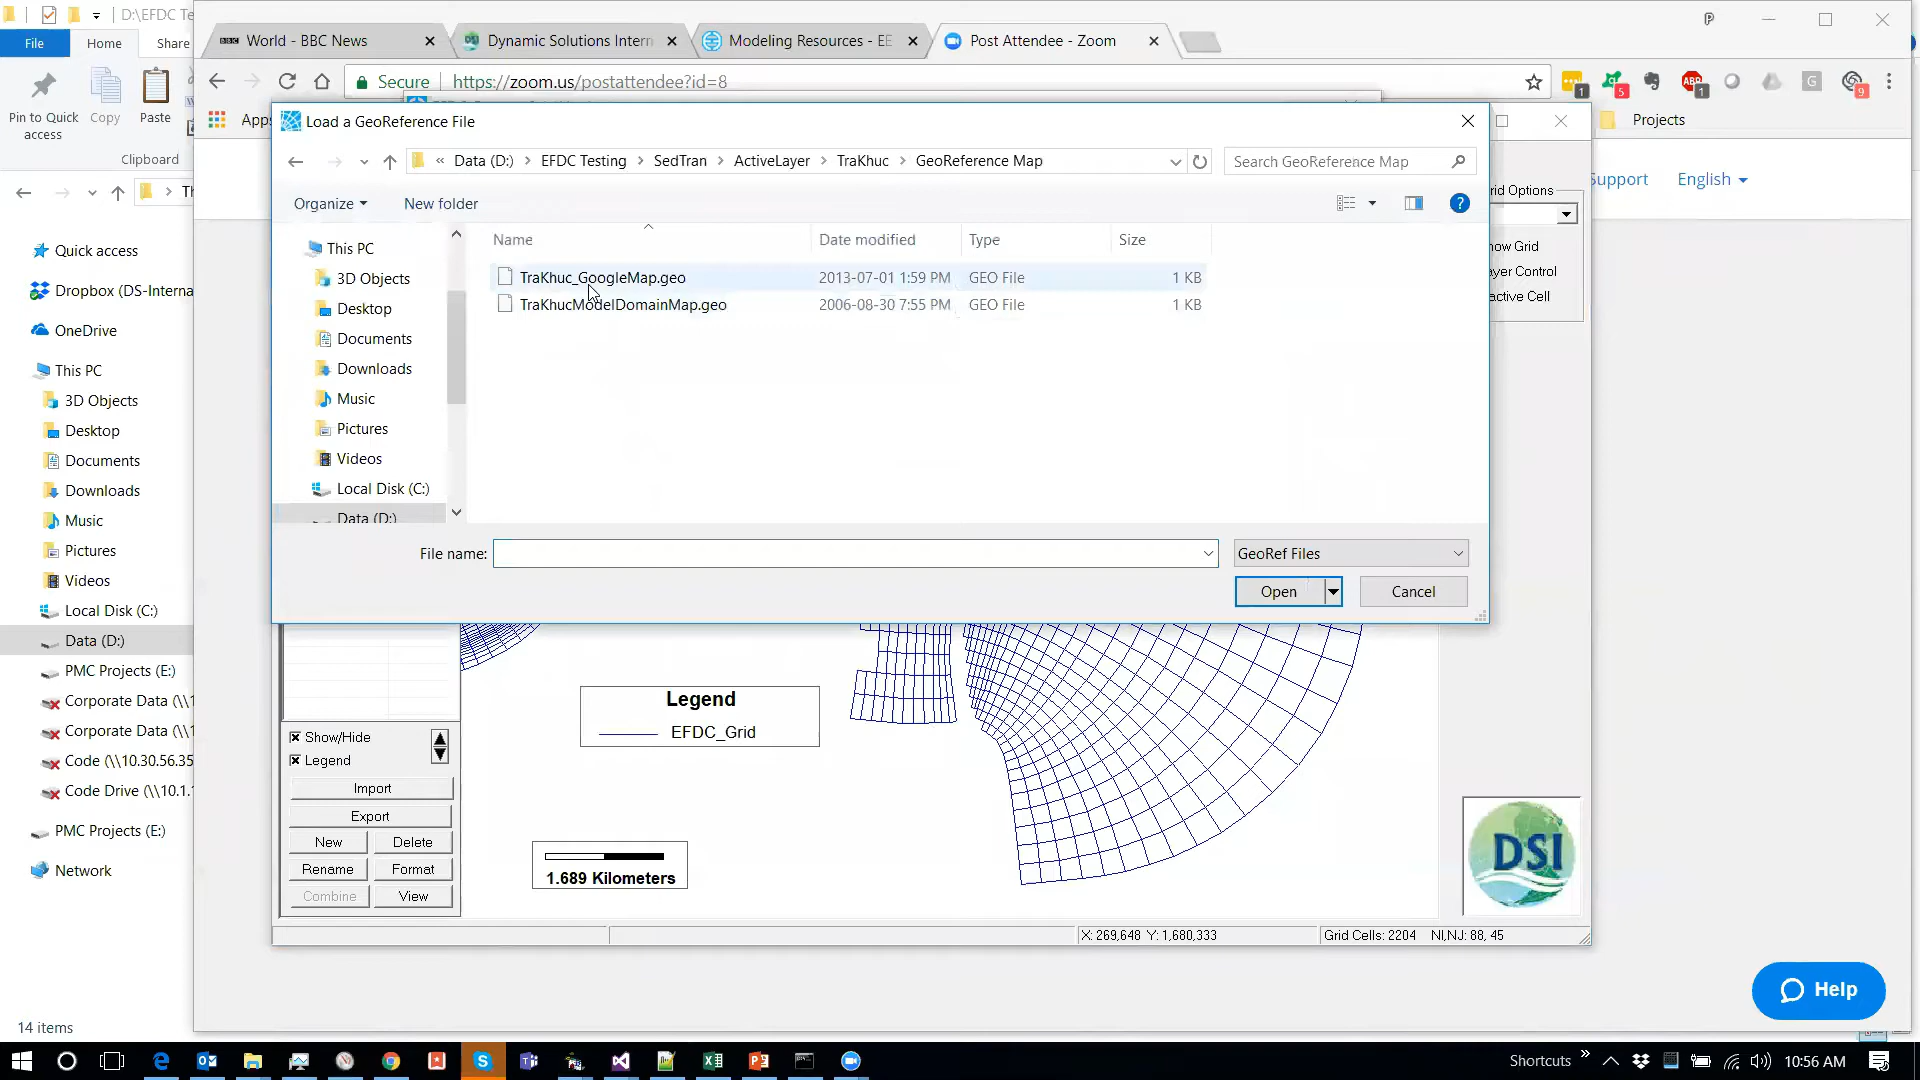 D:\EFDC Te
File
Home
Share
Pin to Quick
access
Copy
Paste
Clipboard
World - BBC News
Dynamic Solutions Intern
Modeling Resources - EE
Post Attendee - Zoom
Secure
https://zoom.us/postattendee?id=8
1
5
1
9
Apps
Projects
Support
English
Load a GeoReference File
« Data (D:) > EFDC Testing > SedTran > ActiveLayer > TraKhuc > GeoReference Map
Search GeoReference Map
Organize
New folder
Name
Date modified
Type
Size
TraKhuc_GoogleMap.geo
2013-07-01 1:59 PM
GEO File
1 KB
TraKhucModelDomainMap.geo
2006-08-30 7:55 PM
GEO File
1 KB
This PC
3D Objects
Desktop
Documents
Downloads
Music
Pictures
Videos
Local Disk (C:)
Data (D:)
File name:
GeoRef Files
Open
Cancel
rid Options
how Grid
ayer Control
active Cell
Th
Quick access
Dropbox (DS-Interna
OneDrive
This PC
3D Objects
Desktop
Documents
Downloads
Music
Pictures
Videos
Local Disk (C:)
Data (D:)
PMC Projects (E:)
Corporate Data (\\1
Corporate Data (\\1
Code (\\10.30.56.35
Code Drive (\\10.1.1
PMC Projects (E:)
Network
14 items
Legend
EFDC_Grid
Show/Hide
Legend
Import
Export
New
Delete
Rename
Format
Combine
View
1.689 Kilometers
DSI
X: 269,648 Y: 1,680,333
Grid Cells: 2204
NI,NJ: 88, 45
Help
Shortcuts
10:56 AM